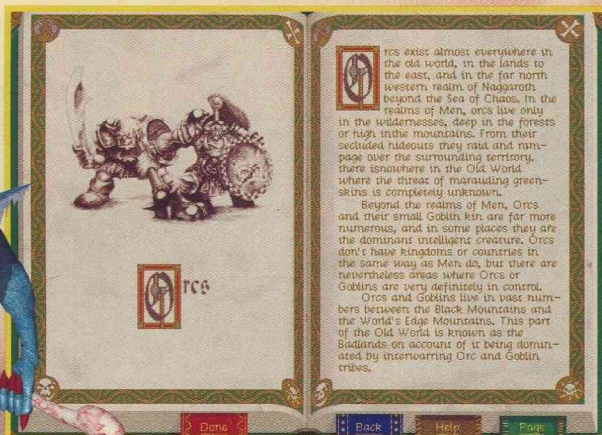 Orcs
Orcs exist almost everywhere in
the old world, in the lands to
the east, and in the far north
western realm of Naggaroth
beyond the Sea of Chaos. In the
realms of Men, orcs live only
in the wildernesses, deep in the forests
or high inthe mountains. From their
secluded hideouts they raid and ram-
page over the surrounding territory.
there isnowhere in the Old World
where the threat of marauding green-
skins is completely unknown.
Beyond the realms of Men, Orcs
and their small Goblin kin are far more
numerous, and in some places they are
the dominant intelligent creature. Orcs
don't have kingdoms or countries in
the same way as Men do, but there are
nevertheless areas where Orcs or
Goblins are very definitely in control.
Orcs and Goblins live in vast num-
bers between the Black Mountains and
the World's Edge Mountains. This part
of the Old World is known as the
Badlands on account of it being domin-
ated by interwarring Orc and Goblin
tribes.
Done
Back
Help
Page